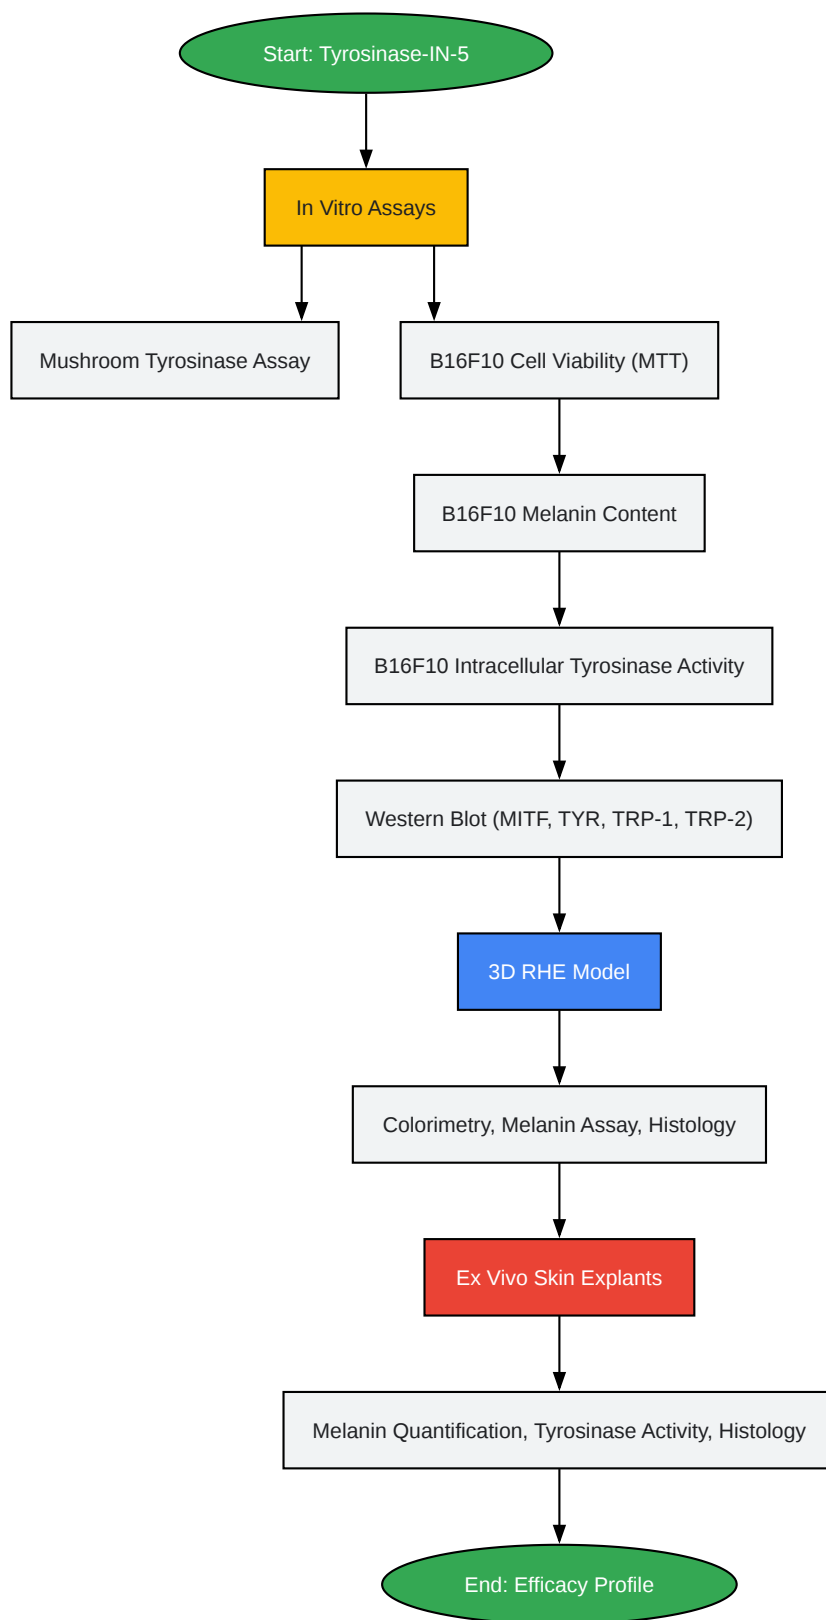 Start: Tyrosinase-IN-5
In Vitro Assays
Mushroom Tyrosinase Assay
B16F10 Cell Viability (MTT)
B16F10 Melanin Content
B16F10 Intracellular Tyrosinase Activity
Western Blot (MITF, TYR, TRP-1, TRP-2)
3D RHE Model
Colorimetry, Melanin Assay, Histology
Ex Vivo Skin Explants
Melanin Quantification, Tyrosinase Activity, Histology
End: Efficacy Profile